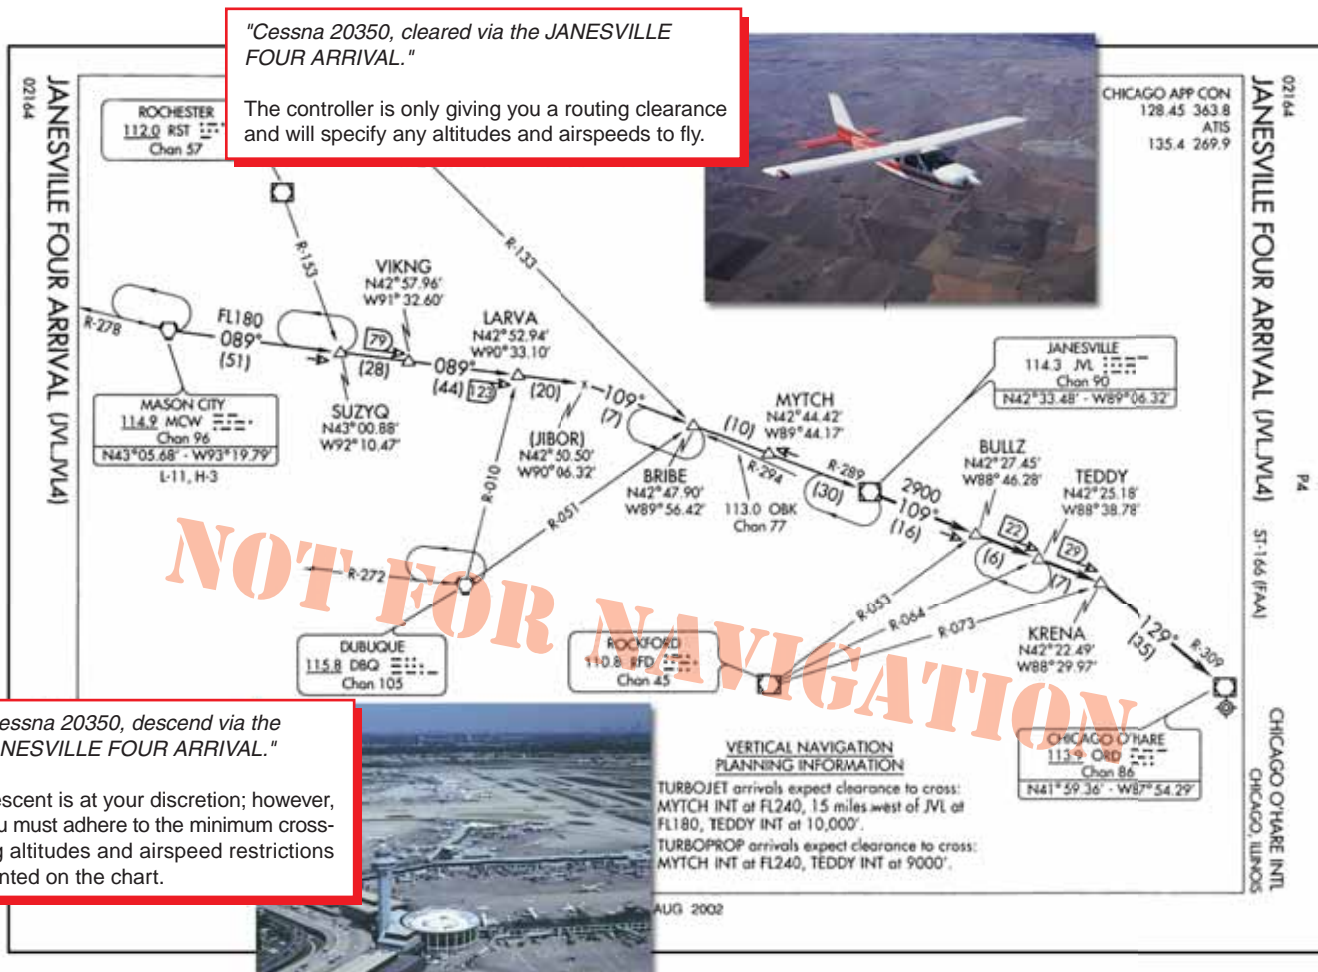 "Cessna 20350, cleared via the JANESVILLE
FOUR ARRIVAL."
The controller is only giving you a routing clearance
and will specify any altitudes and airspeeds to fly.
02164
JANESVILLE FOUR ARRIVAL (JVL.JVL4)
ROCHESTER
112.0 RST
Chan 57
CHICAGO APP CON
128.45 363.8
ATIS
135.4 269.9
02164
JANESVILLE FOUR ARRIVAL (JVL.JVL4)
P4
ST-166 (FAA)
CHICAGO O'HARE INTL
CHICAGO, ILLINOIS
R-153
R-133
VIKNG
N42°57.96'
W91°32.60'
LARVA
N42°52.94'
W90°33.10'
R-278
FL180
089°
(51)
79
(28)
089°
(44)
123
(20)
109°
(7)
MASON CITY
114.9 MCW
Chan 96
N43°05.68' - W93°19.79'
L-11, H-3
SUZYQ
N43°00.88'
W92°10.47'
(JIBOR)
N42°50.50'
W90°06.32'
BRIBE
N42°47.90'
W89°56.42'
(10)
MYTCH
N42°44.42'
W89°44.17'
R-294
113.0 OBK
Chan 77
R-289
(30)
JANESVILLE
114.3 JVL
Chan 90
N42°33.48' - W89°06.32'
2900
109°
(16)
BULLZ
N42°27.45'
W88°46.28'
TEDDY
N42°25.18'
W88°38.78'
22
(6)
29
(7)
R-010
R-051
R-272
DUBUQUE
115.8 DBQ
Chan 105
ROCKFORD
110.8 RFD
Chan 45
R-053
R-064
R-073
KRENA
N42°22.49'
W88°29.97'
129°
(35)
R-309
CHICAGO O'HARE
113.9 ORD
Chan 86
N41°59.36' - W87°54.29'
NOT FOR NAVIGATION
essna 20350, descend via the
NESVILLE FOUR ARRIVAL."
escent is at your discretion; however,
u must adhere to the minimum cross-
g altitudes and airspeed restrictions
nted on the chart.
VERTICAL NAVIGATION
PLANNING INFORMATION
TURBOJET arrivals expect clearance to cross:
MYTCH INT at FL240, 15 miles west of JVL at
FL180, TEDDY INT at 10,000'.
TURBOPROP arrivals expect clearance to cross:
MYTCH INT at FL240, TEDDY INT at 9000'.
AUG 2002